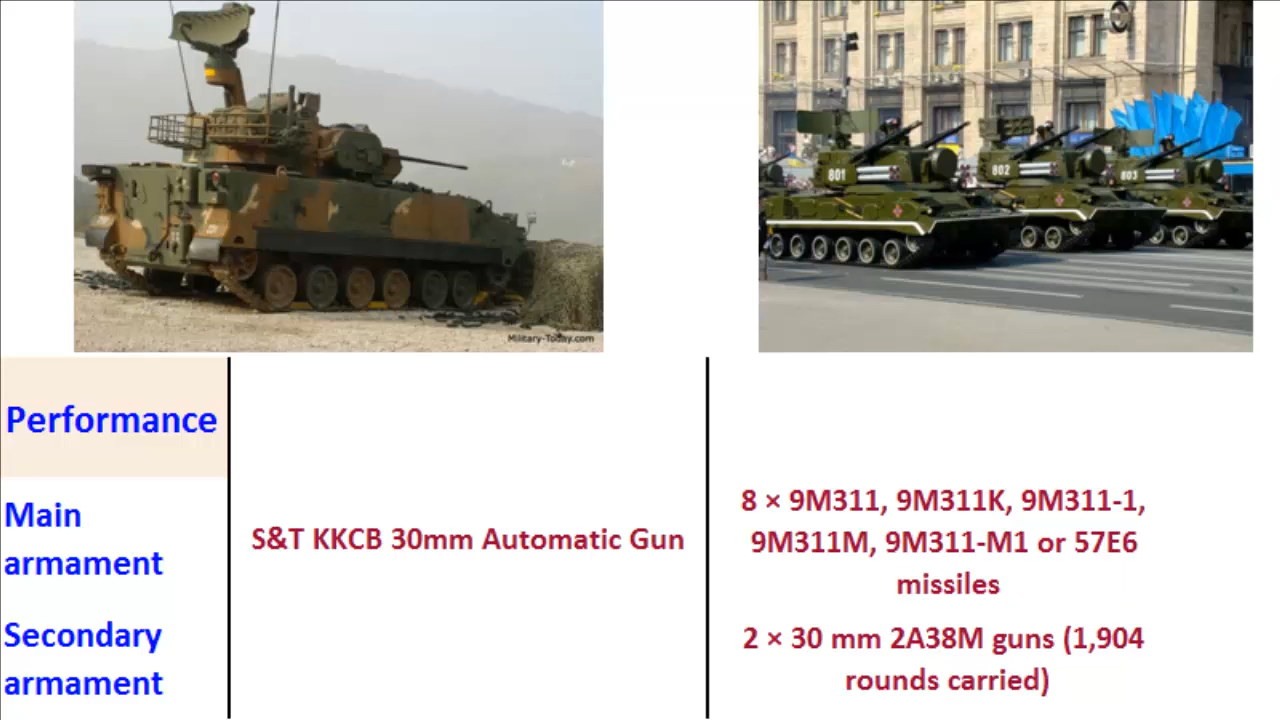 801
802
803
Military-Today.com
Performance
Main
armament
S&T KKCB 30mm Automatic Gun
8 × 9M311, 9M311K, 9M311-1,
9M311M, 9M311-M1 or 57E6
missiles
Secondary
armament
2 × 30 mm 2A38M guns (1,904
rounds carried)